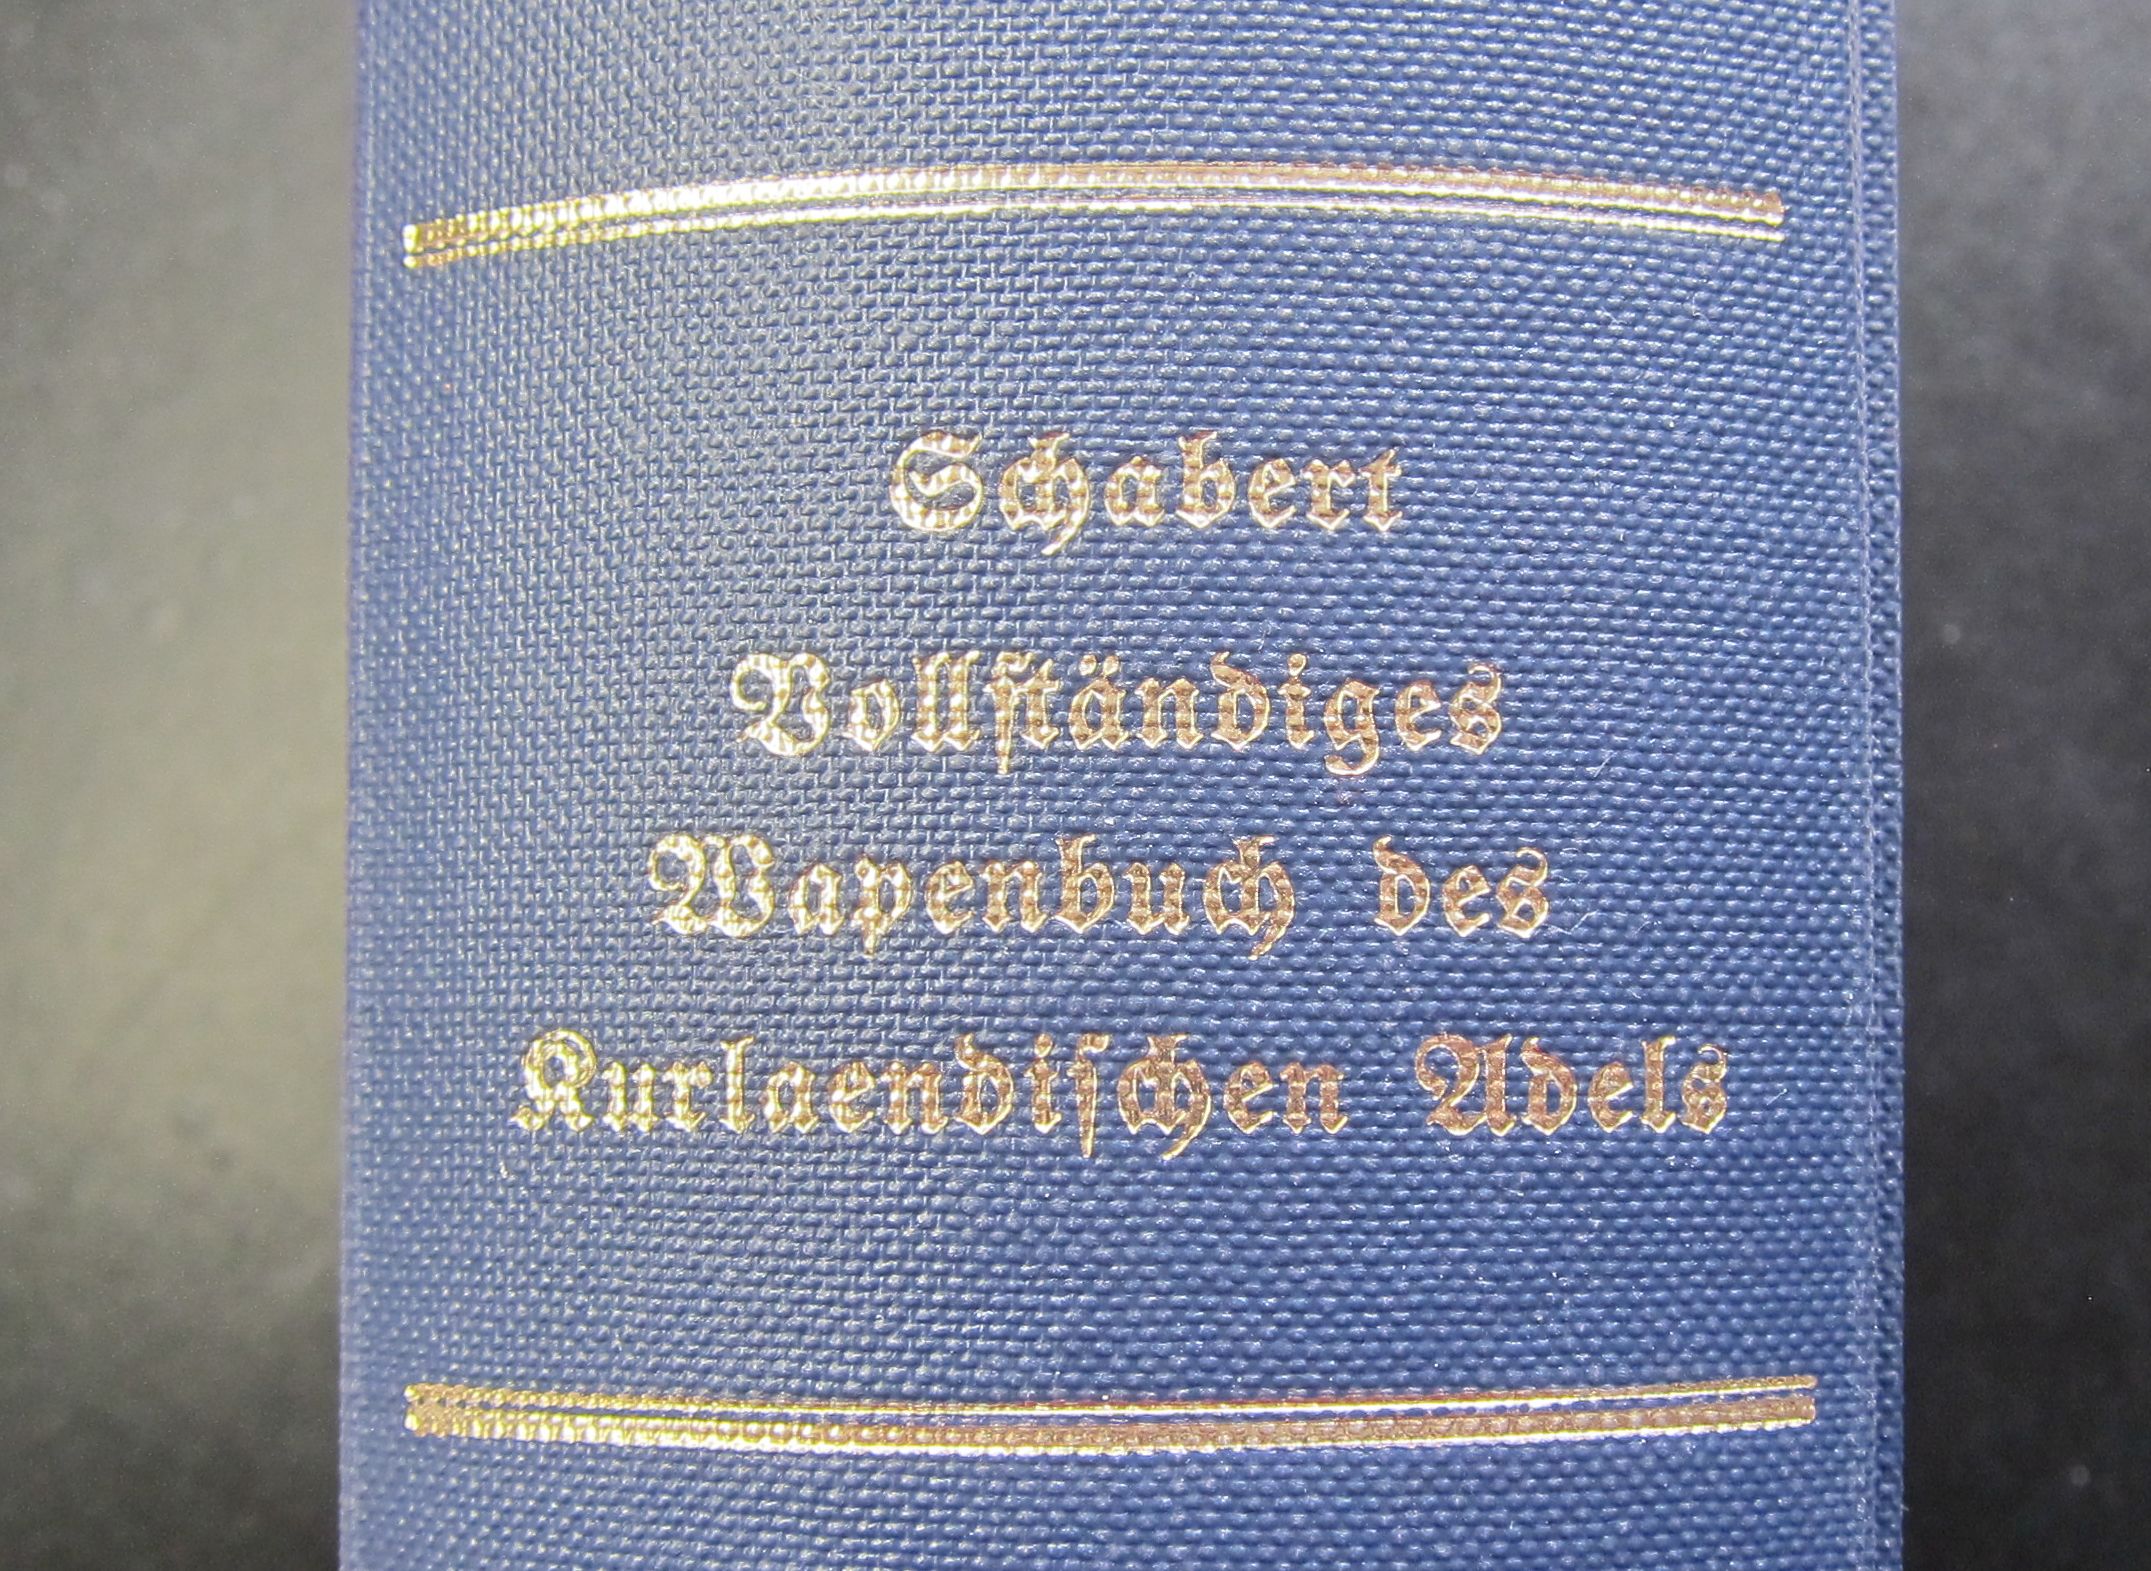 Schabert
Vollſtändiges
Wapenbuch des
Kurlaendiſchen Adels